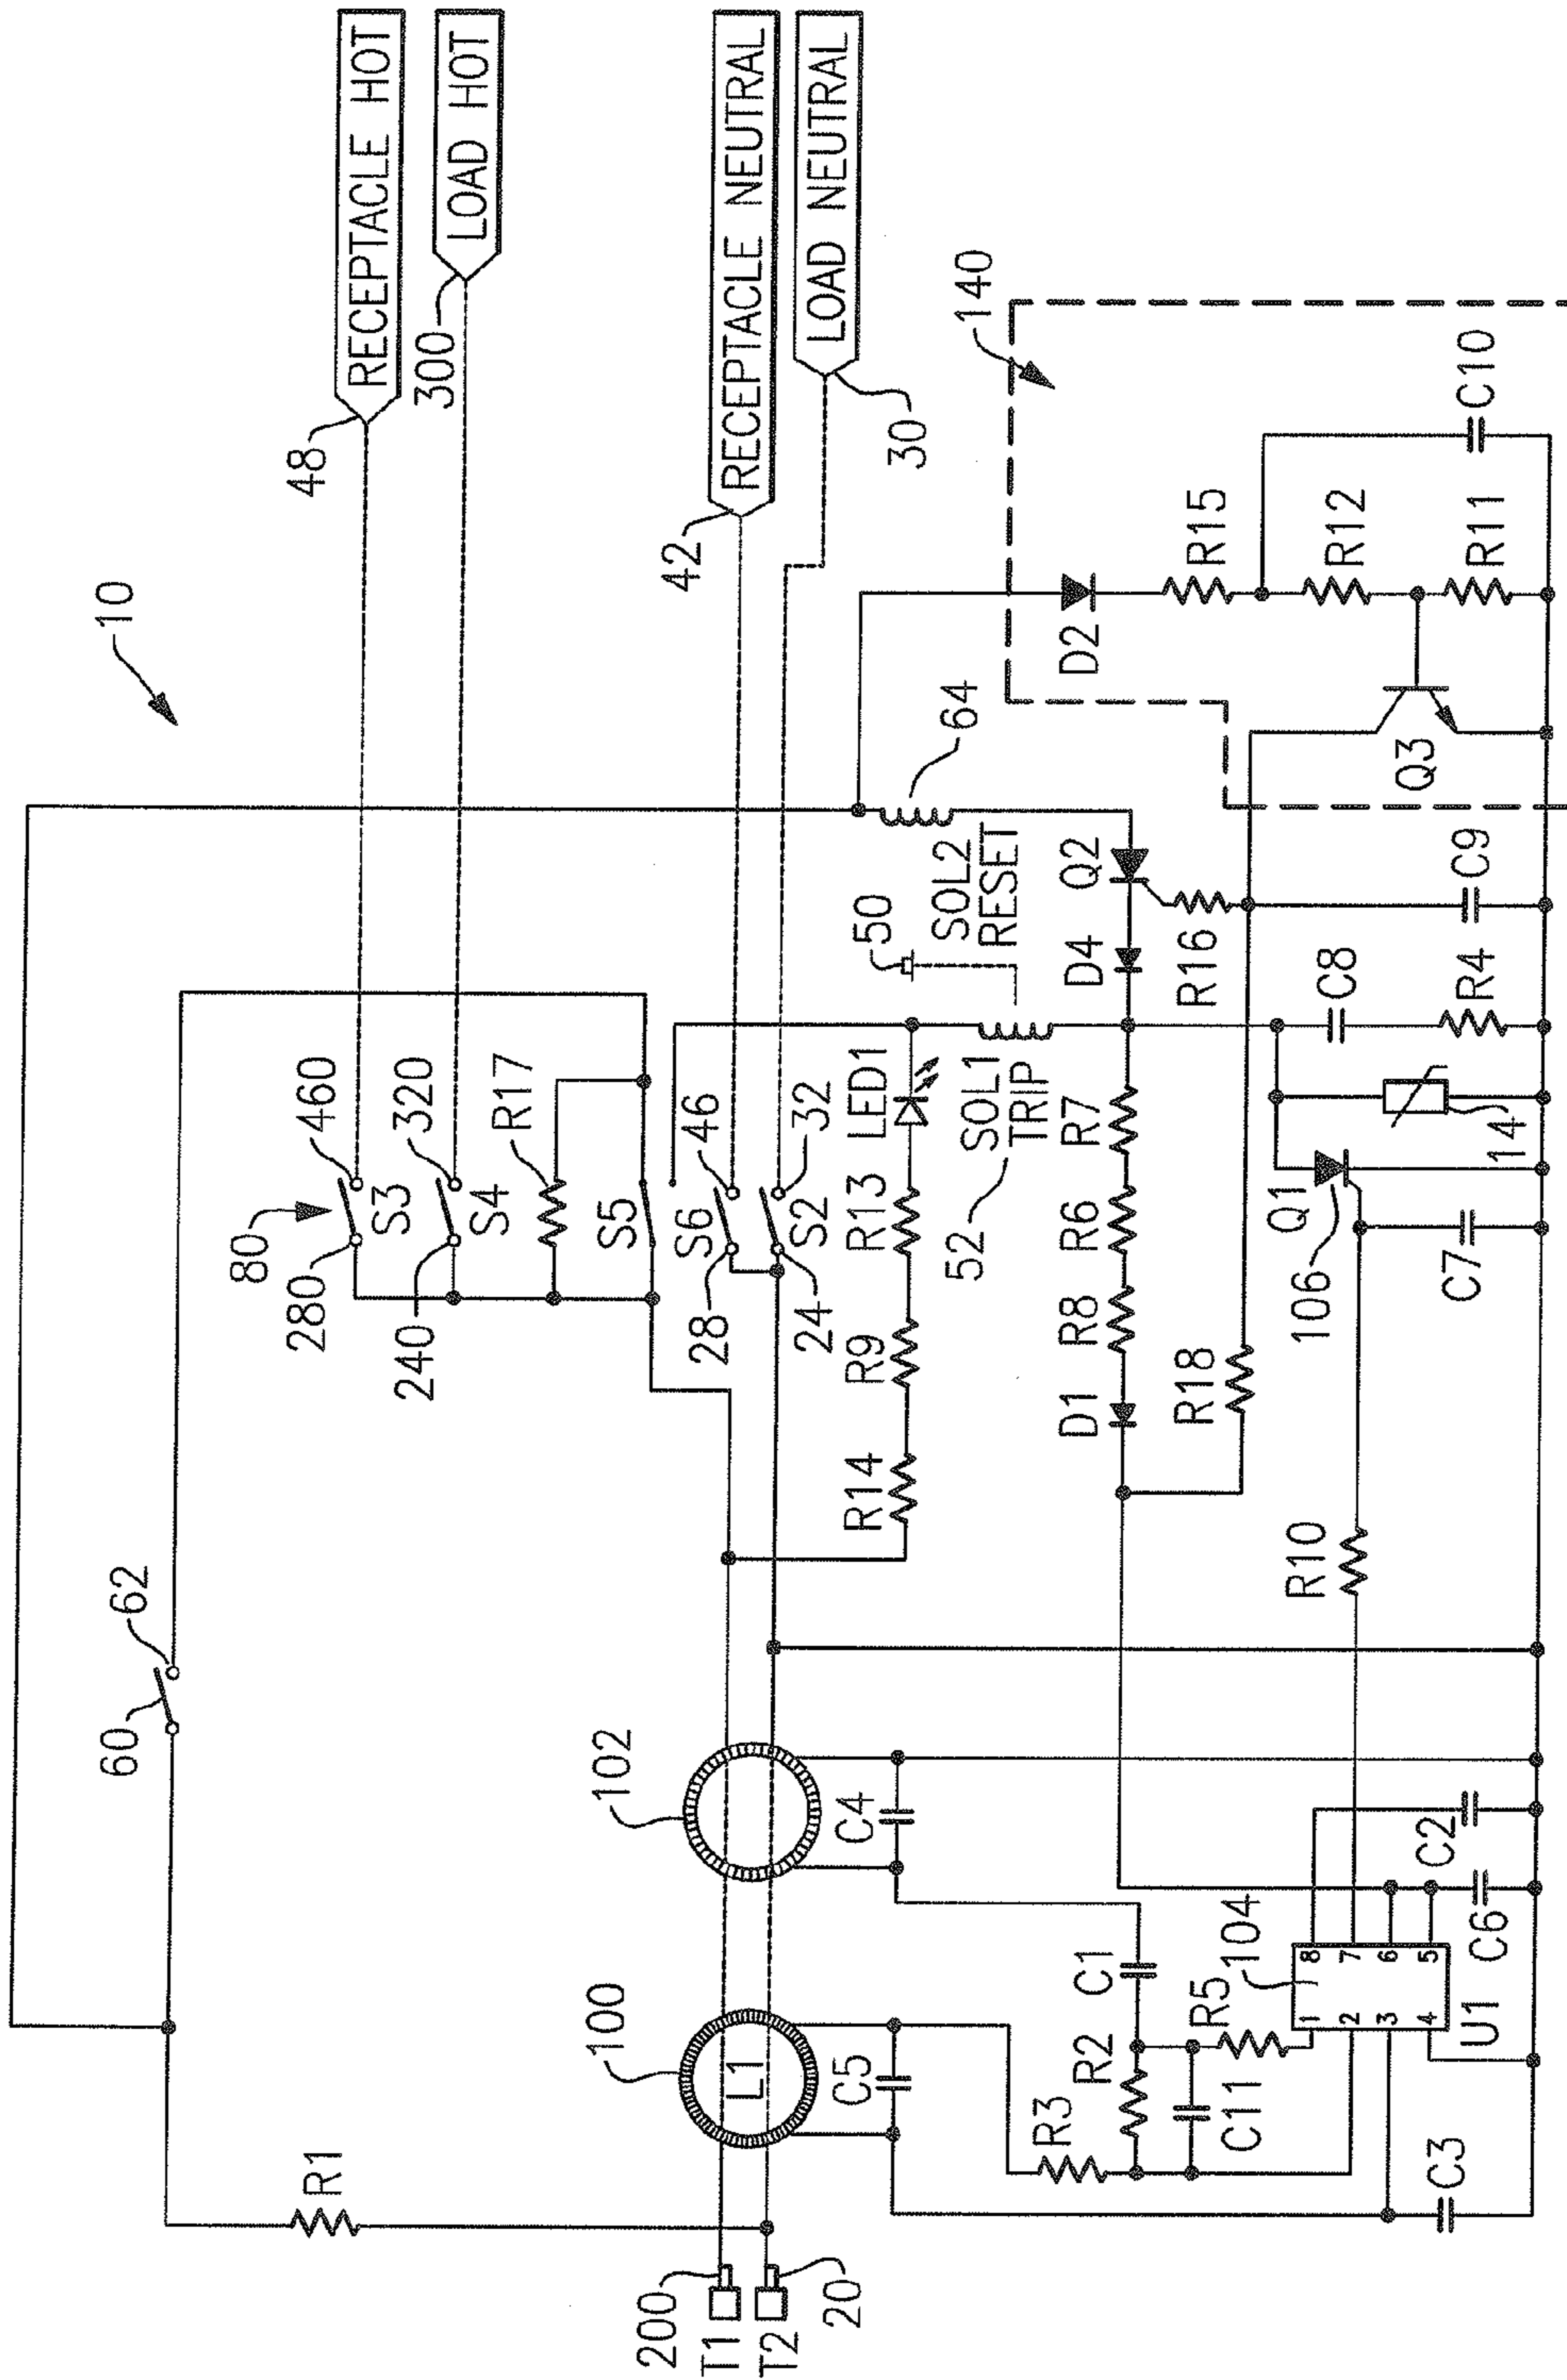 10
RECEPTACLE HOT
48
LOAD HOT
300
RECEPTACLE NEUTRAL
42
LOAD NEUTRAL
30
140
60
62
80
280
460
S3
240
320
S4
R17
S5
S6
28
46
24
S2
32
R1
200
T1
T2
20
100
L1
102
C5
C4
R14
R9
R13
LED1
50
52
SOL1
TRIP
SOL2
RESET
64
D1
R8
R6
R7
D4
Q2
D2
R15
R16
R18
R12
C10
R11
Q3
R3
R2
C1
C11
R5
104
1
2
3
4
8
7
6
5
U1
C3
C6
C2
R10
106
Q1
C7
14
C8
R4
C9